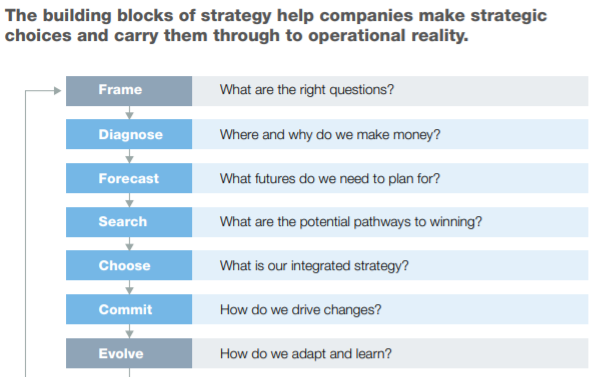 The building blocks of strategy help companies make strategic
choices and carry them through to operational reality.
Frame What are the right questions?
Diagnose Where and why do we make money?
Forecast What futures do we need to plan for?
Search What are the potential pathways to winning?
Choose What is our integrated strategy?
Commit How do we drive changes?
Evolve How do we adapt and learn?